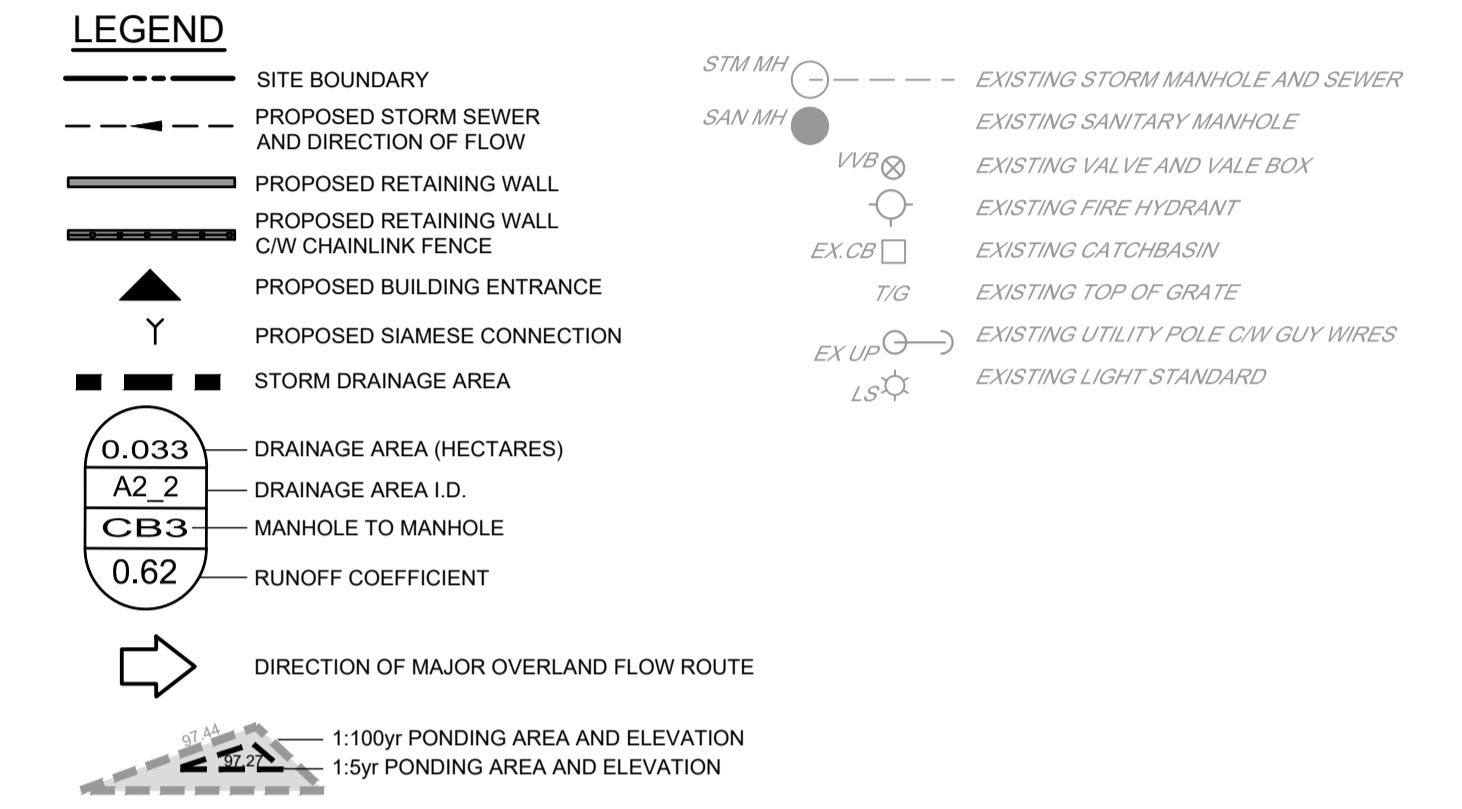 LEGEND
SITE BOUNDARY
PROPOSED STORM SEWER
AND DIRECTION OF FLOW
PROPOSED RETAINING WALL
PROPOSED RETAINING WALL
C/W CHAINLINK FENCE
PROPOSED BUILDING ENTRANCE
PROPOSED SIAMESE CONNECTION
STORM DRAINAGE AREA
0.033 DRAINAGE AREA (HECTARES)
A2_2 DRAINAGE AREA I.D.
CB3 MANHOLE TO MANHOLE
0.62 RUNOFF COEFFICIENT
DIRECTION OF MAJOR OVERLAND FLOW ROUTE
97.44 1:100yr PONDING AREA AND ELEVATION
97.27 1:5yr PONDING AREA AND ELEVATION
STM MH EXISTING STORM MANHOLE AND SEWER
SAN MH EXISTING SANITARY MANHOLE
VVB EXISTING VALVE AND VALE BOX
EXISTING FIRE HYDRANT
EX.CB EXISTING CATCHBASIN
T/G EXISTING TOP OF GRATE
EX UP EXISTING UTILITY POLE C/W GUY WIRES
LS EXISTING LIGHT STANDARD